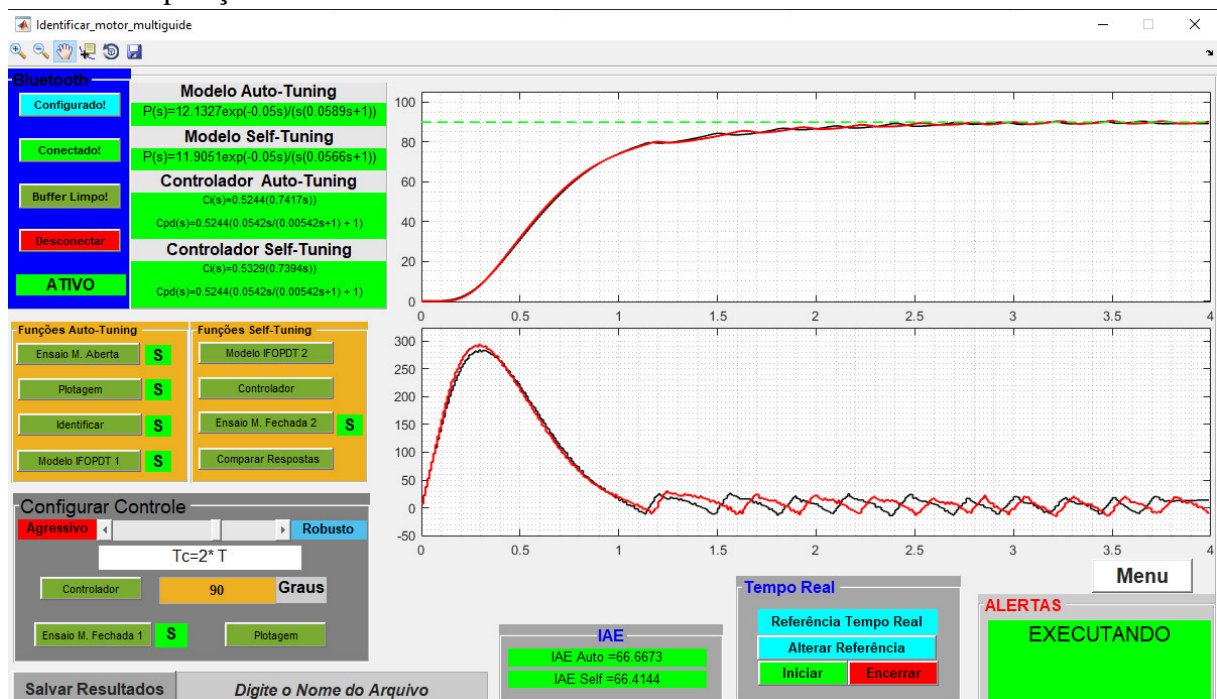 Identificar_motor_multiguide
Bluetooth
Configurado!
Conectado!
Buffer Limpo!
Desconectar
ATIVO
Modelo Auto-Tuning
P(s)=12.1327exp(-0.05s)/(s(0.0589s+1))
Modelo Self-Tuning
P(s)=11.9051exp(-0.05s)/(s(0.0566s+1))
Controlador Auto-Tuning
Ci(s)=0.5244(0.7417s))
Cpd(s)=0.5244(0.0542s/(0.00542s+1) + 1)
Controlador Self-Tuning
Ci(s)=0.5329(0.7394s))
Cpd(s)=0.5244(0.0542s/(0.00542s+1) + 1)
100
80
60
40
20
0
0 0.5 1 1.5 2 2.5 3 3.5 4
300
250
200
150
100
50
0
-50
0 0.5 1 1.5 2 2.5 3 3.5 4
Funções Auto-Tuning
Ensaio M. Aberta S
Plotagem S
Identificar S
Modelo IFOPDT 1 S
Funções Self-Tuning
Modelo IFOPDT 2
Controlador
Ensaio M. Fechada 2 S
Comparar Respostas
Configurar Controle
Agressivo Robusto
Tc=2* T
Controlador 90 Graus
Ensaio M. Fechada 1 S Plotagem
Salvar Resultados Digite o Nome do Arquivo
IAE
IAE Auto =66.6673
IAE Self =66.4144
Tempo Real
Referência Tempo Real
Alterar Referência
Iniciar Encerrar
Menu
ALERTAS
EXECUTANDO